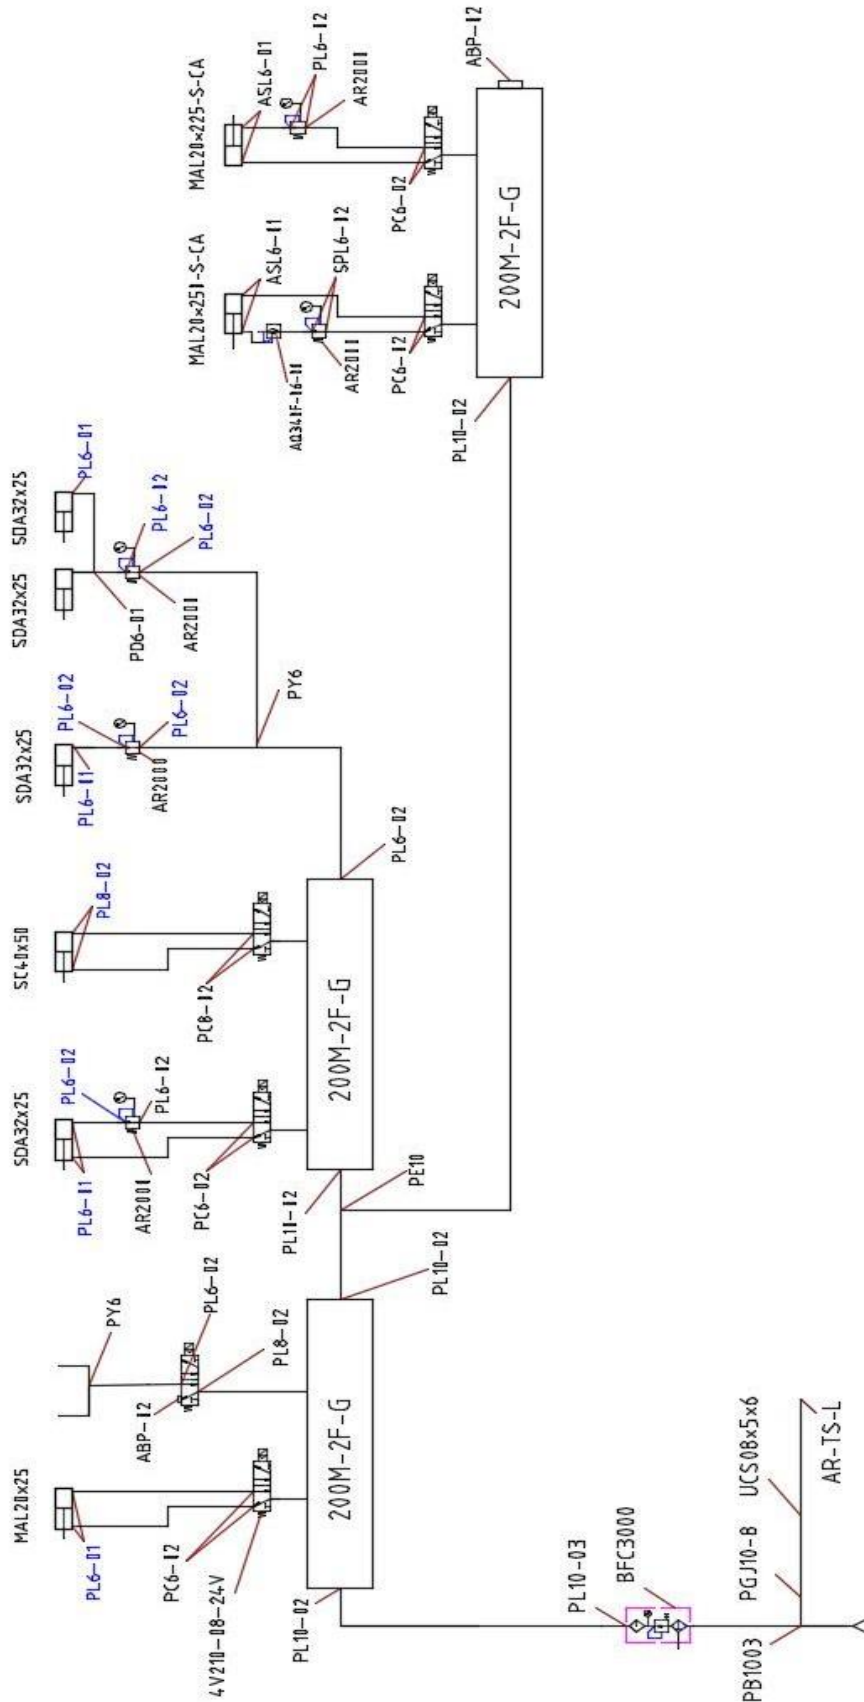 MAL20x25
SDA32x25
SC40x50
SDA32x25
SDA32x25
SDA32x25
PL6-01
PY6
PL6-11
PL6-02
PL8-02
PL6-11
PL6-02
PL6-01
PC6-12
ABP-12
PL6-02
AR2001
PL6-12
AR2000
PL6-02
PD6-01
PL6-12
4V210-08-24V
PL8-02
PC6-02
PC8-12
AR2001
PL6-02
MAL20×251-S-CA
MAL20×225-S-CA
PL10-02
200M-2F-G
PL11-12
200M-2F-G
PY6
ASL6-11
ASL6-01
PL6-02
AQ341F-16-11
SPL6-12
PL6-12
PL10-02
PE10
AR2011
AR2001
PC6-12
PC6-02
PL10-02
200M-2F-G
ABP-12
PL10-03
BFC3000
PB1003
PGJ10-B
UCS08x5x6
AR-TS-L